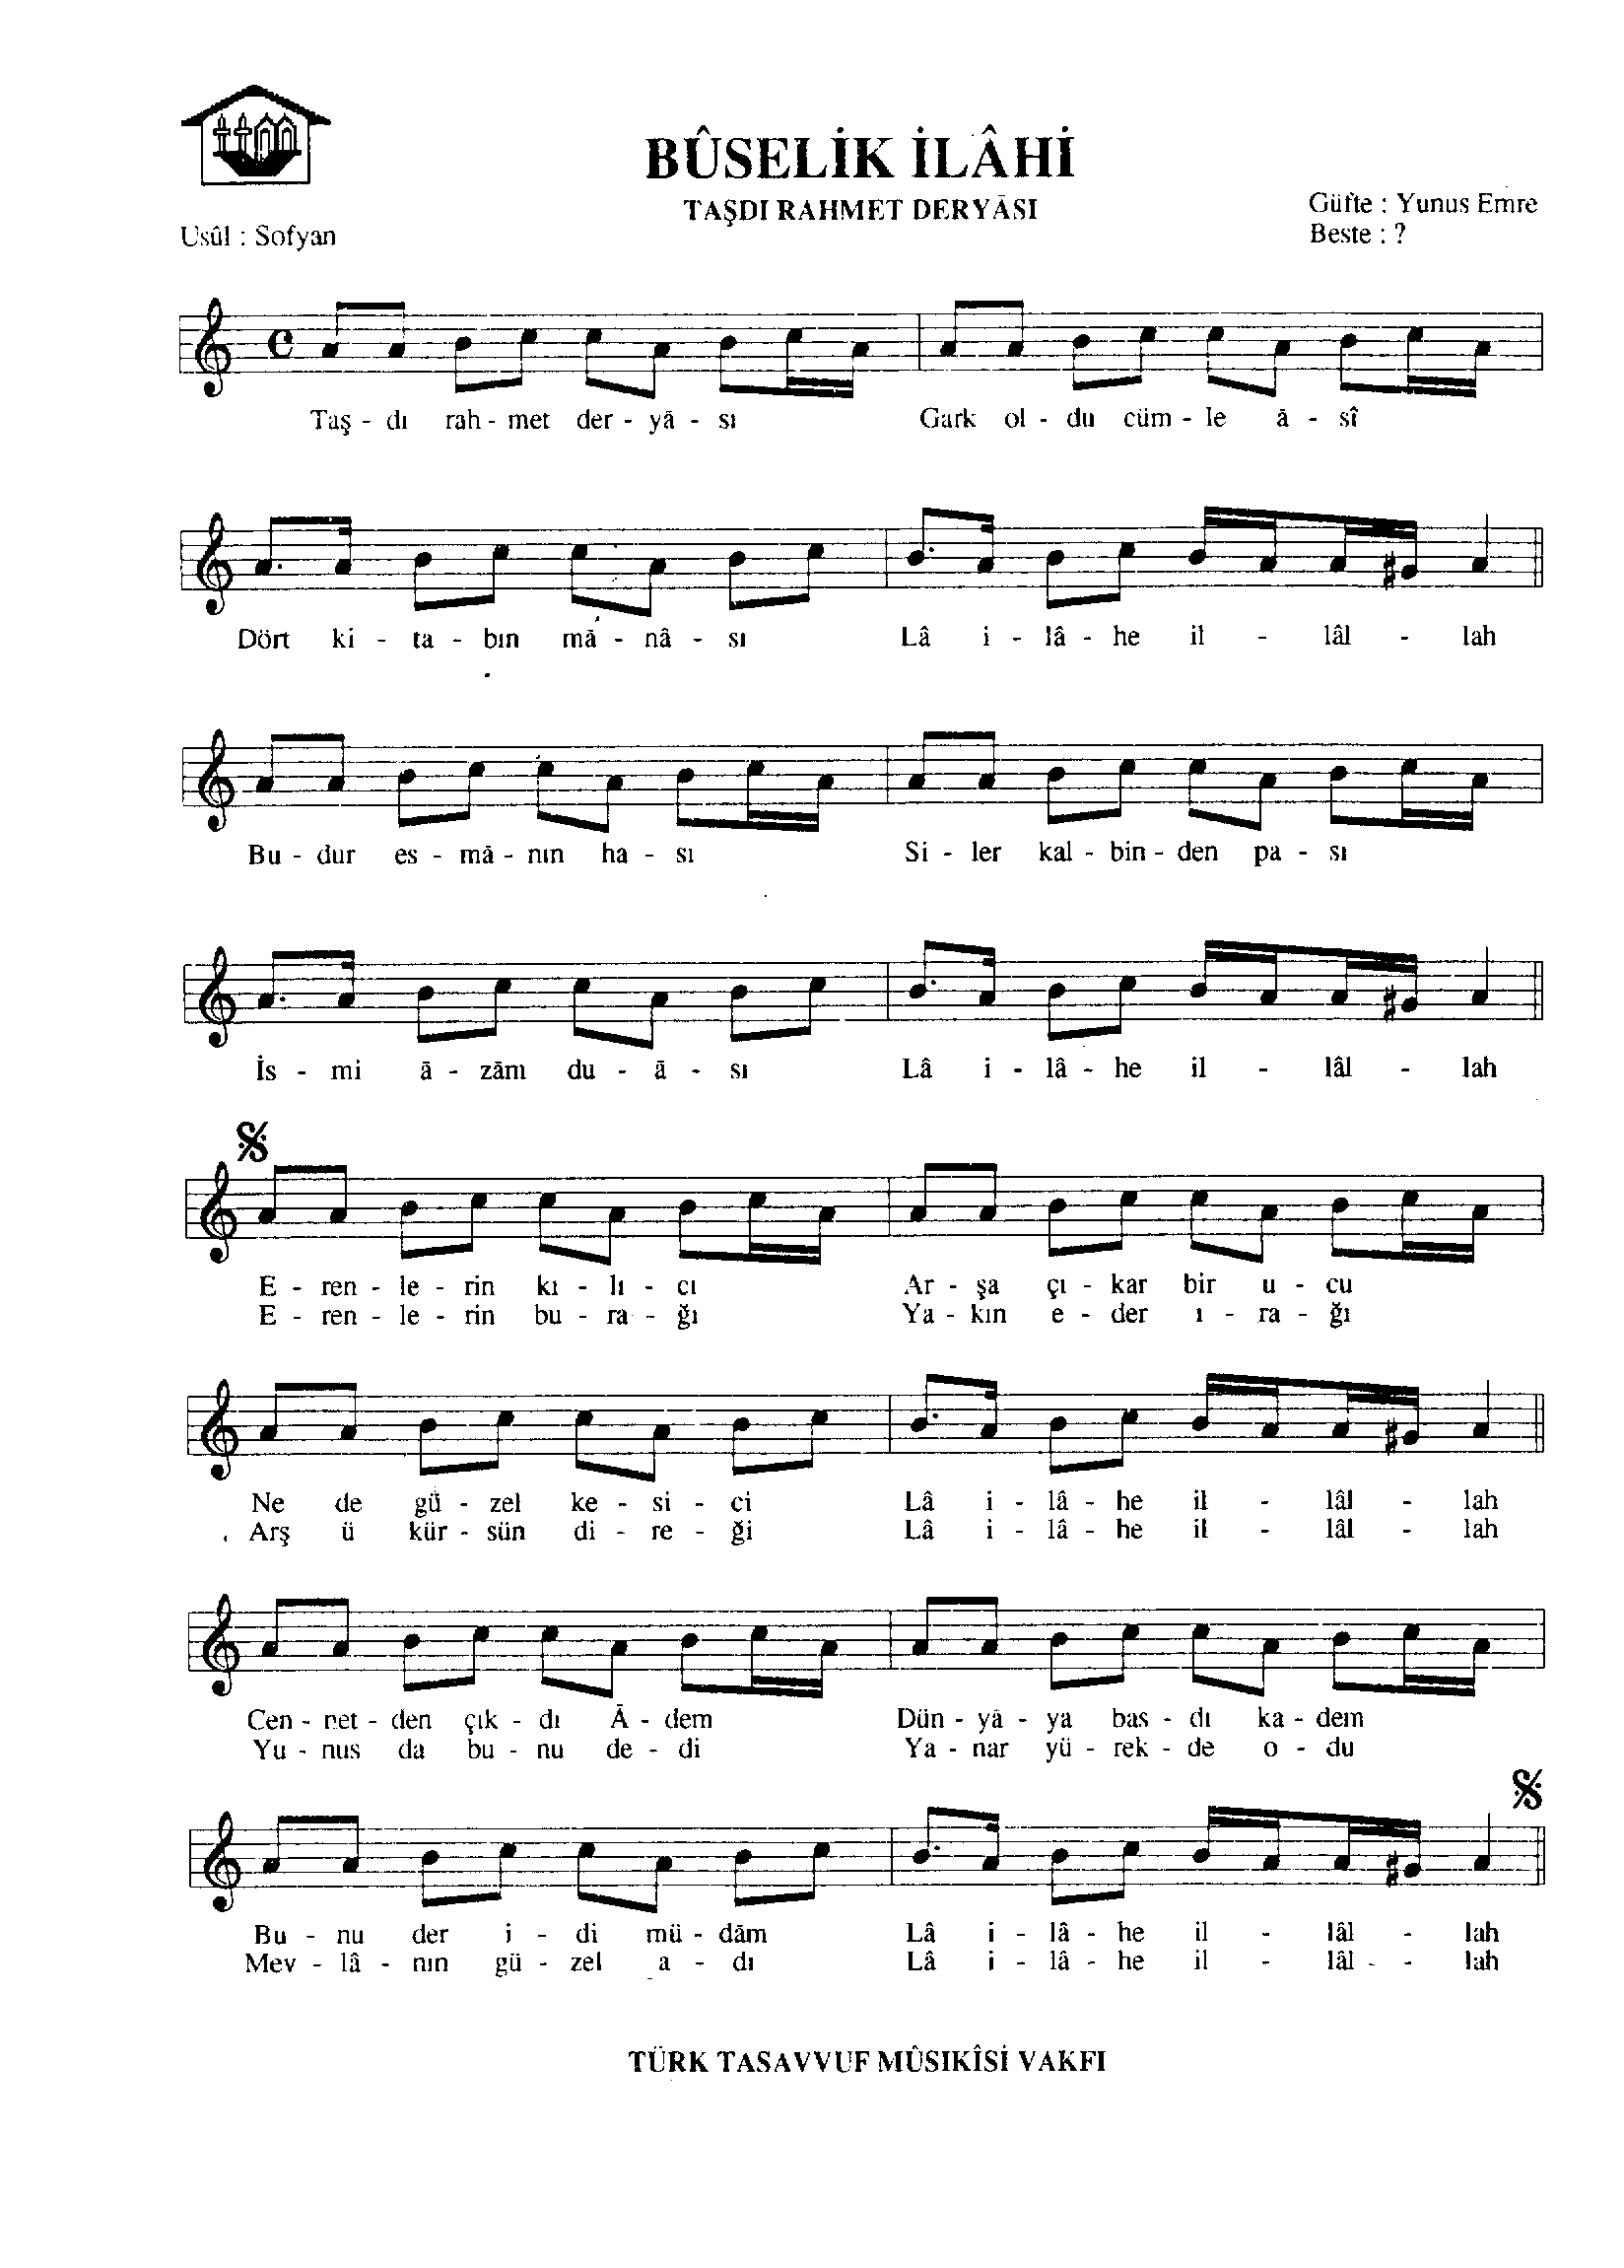 BÛSELİK İLÂHİ
TAŞDI RAHMET DERYĀSI
Güfte : Yunus Emre
Usûl : Sofyan
Beste : ?
Taş - dı rah - met der - yā - sı Gark ol - du cüm - le ā - sî
Dört ki - ta - bın mā - nâ - sı Lâ i - lâ - he il - lâl - lah
Bu - dur es - mā - nın ha - sı Si - ler kal - bin - den pa - sı
İs - mi ā - zām du - ā - sı Lâ i - lâ - he il - lâl - lah
E - ren - le - rin kı - lı - cı Ar - şa çı - kar bir u - cu
E - ren - le - rin bu - ra - ğı Ya - kın e - der ı - ra - ğı
Ne de gü - zel ke - si - ci Lâ i - lâ - he il - lâl - lah
Arş ü kür - sün di - re - ği Lâ i - lâ - he il - lâl - lah
Cen - net - den çık - dı Ā - dem Dün - yā - ya bas - dı ka - dem
Yu - nus da bu - nu de - di Ya - nar yü - rek - de o - du
Bu - nu der i - di mü - dām Lâ i - lâ - he il - lâl - lah
Mev - lâ - nın gü - zel a - dı Lâ i - lâ - he il - lâl - lah
TÜRK TASAVVUF MÛSIKÎSİ VAKFI